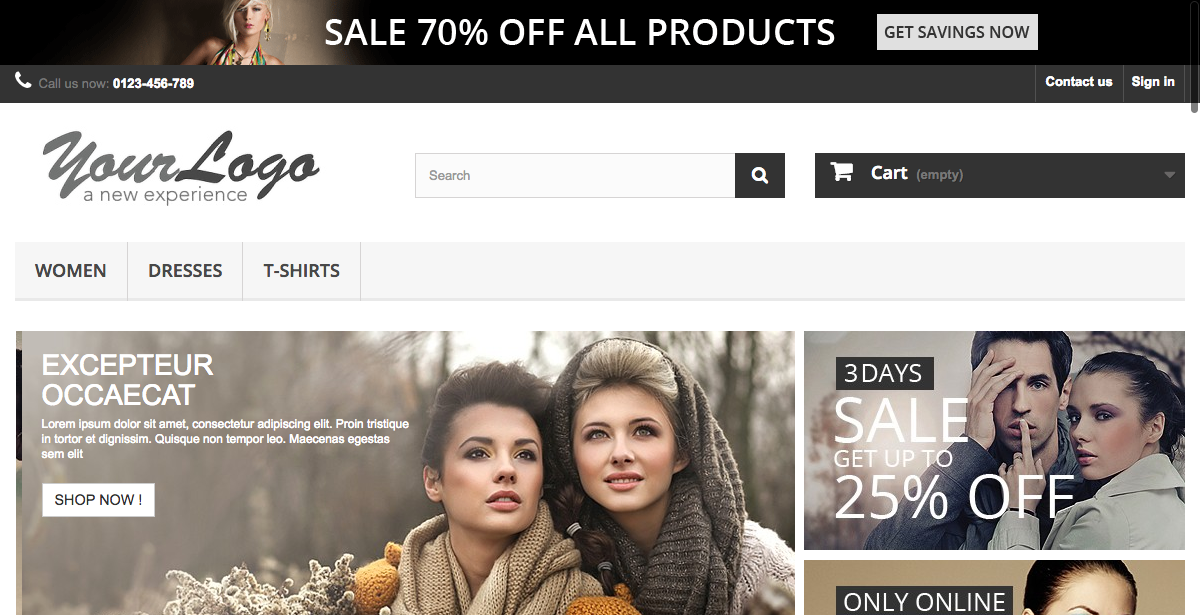 SALE 70% OFF ALL PRODUCTS
GET SAVINGS NOW
Call us now: 0123-456-789
Contact us
Sign in
YourLogo
a new experience
Search
Cart (empty)
WOMEN
DRESSES
T-SHIRTS
EXCEPTEUR
OCCAECAT
Lorem ipsum dolor sit amet, consectetur adipiscing elit. Proin tristique
in tortor et dignissim. Quisque non tempor leo. Maecenas egestas
sem elit
SHOP NOW !
3DAYS
SALE
GET UP TO
25% OFF
ONLY ONLINE